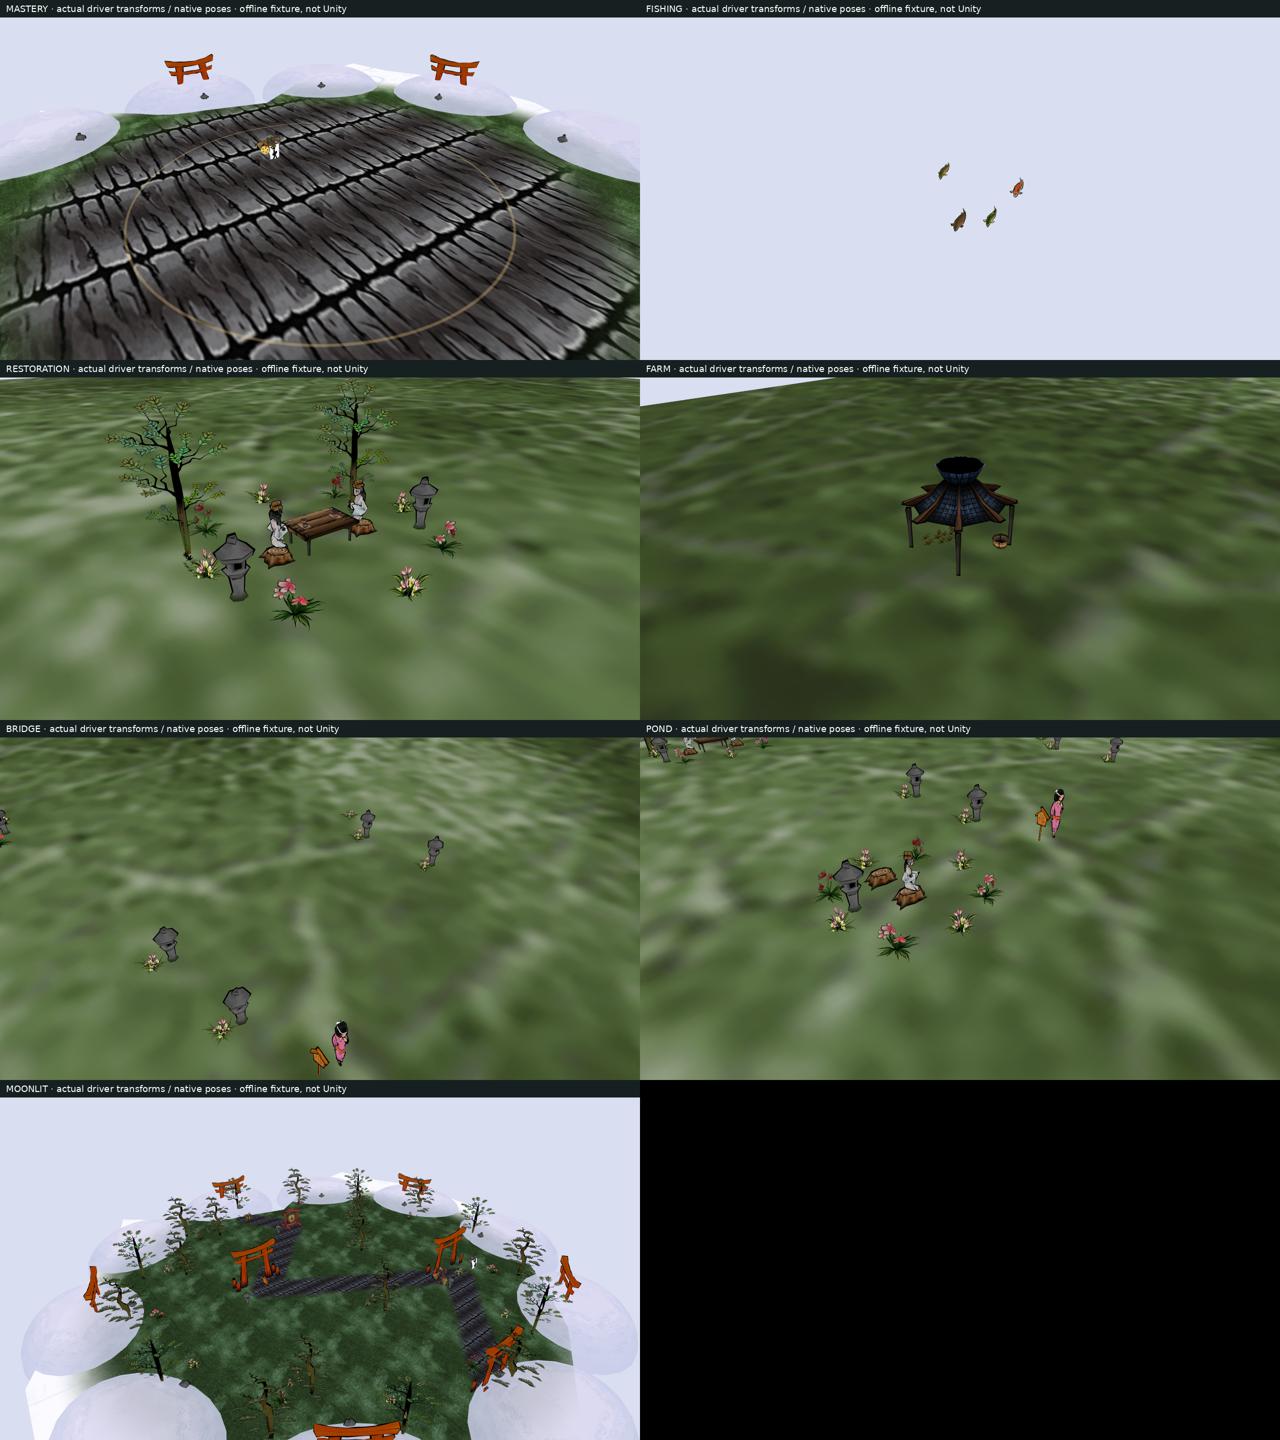 MASTERY · actual driver transforms / native poses · offline fixture, not Unity
FISHING · actual driver transforms / native poses · offline fixture, not Unity
RESTORATION · actual driver transforms / native poses · offline fixture, not Unity
FARM · actual driver transforms / native poses · offline fixture, not Unity
BRIDGE · actual driver transforms / native poses · offline fixture, not Unity
POND · actual driver transforms / native poses · offline fixture, not Unity
MOONLIT · actual driver transforms / native poses · offline fixture, not Unity